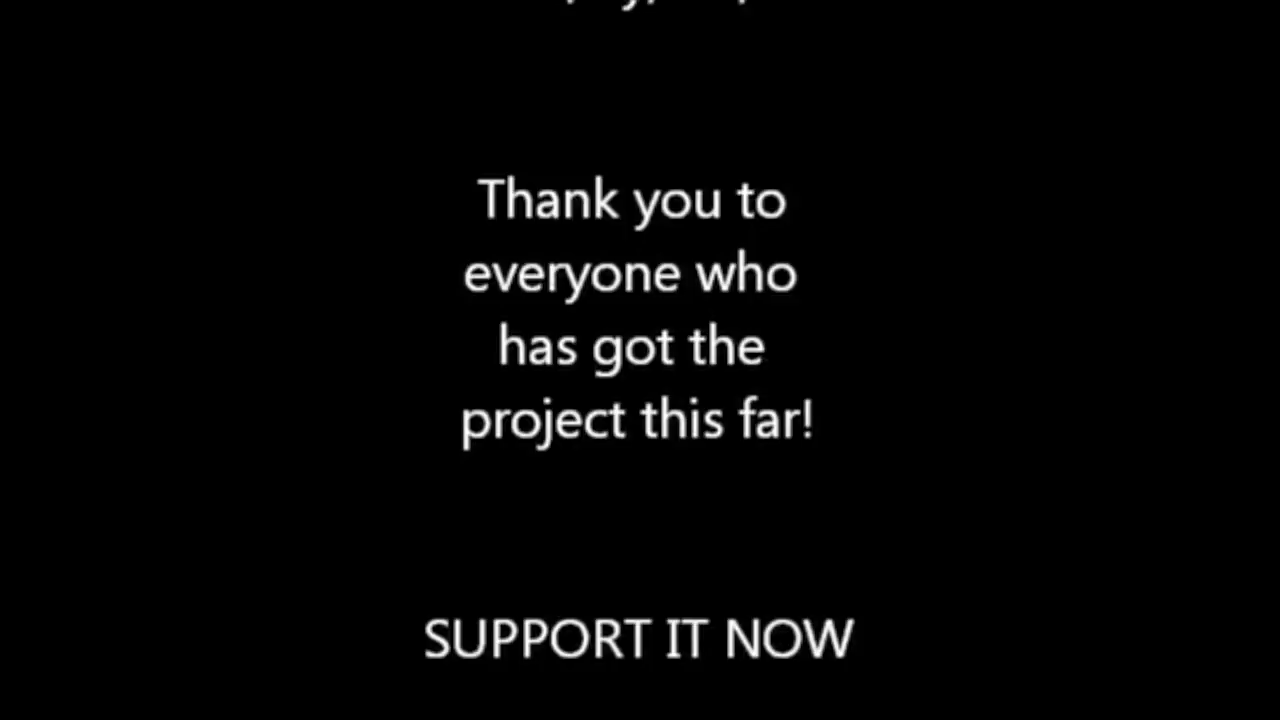 Thank you to
everyone who
has got the
project this far!
SUPPORT IT NOW